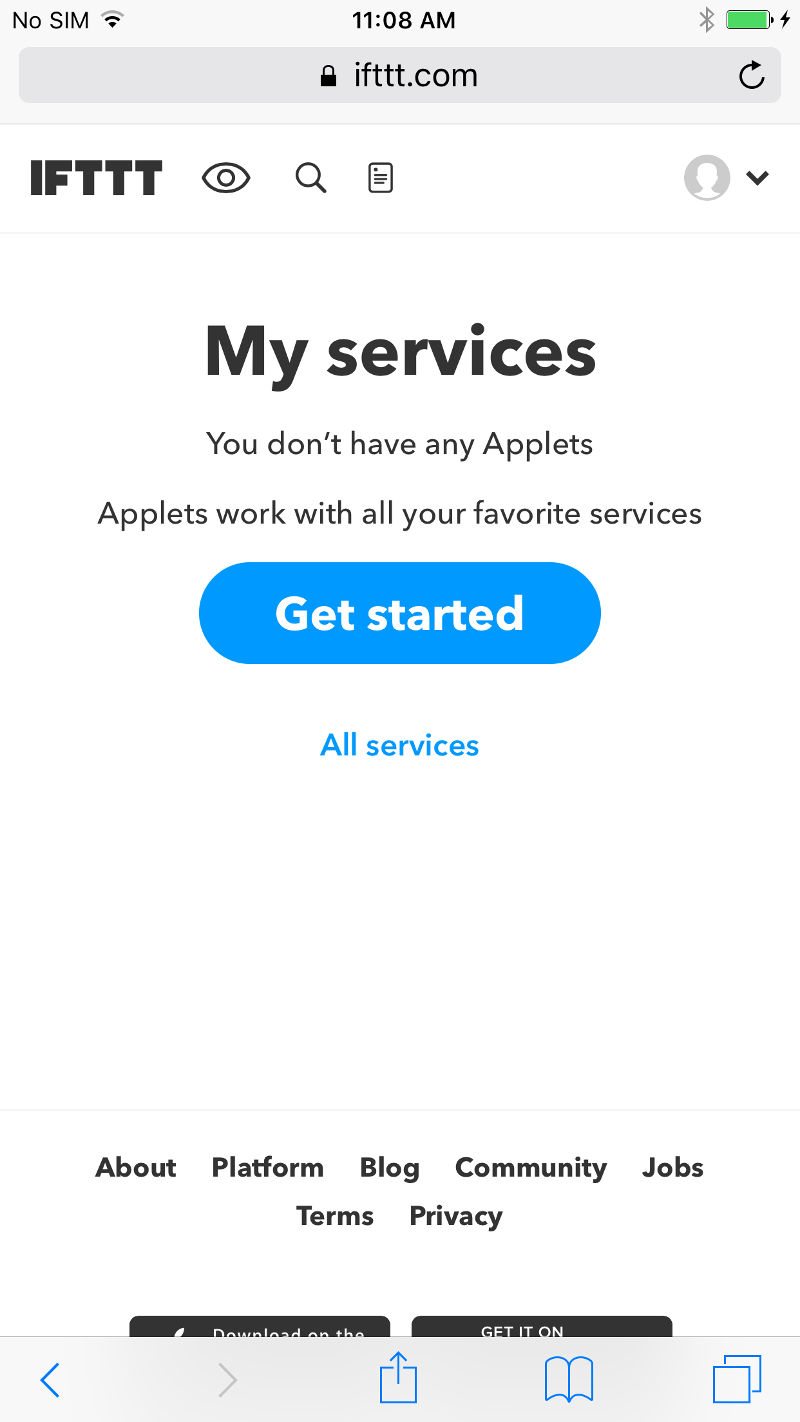 No SIM 11:08 AM
ifttt.com
IFTTT
My services
You don’t have any Applets
Applets work with all your favorite services
Get started
All services
About Platform Blog Community Jobs
Terms Privacy
Download on the GET IT ON